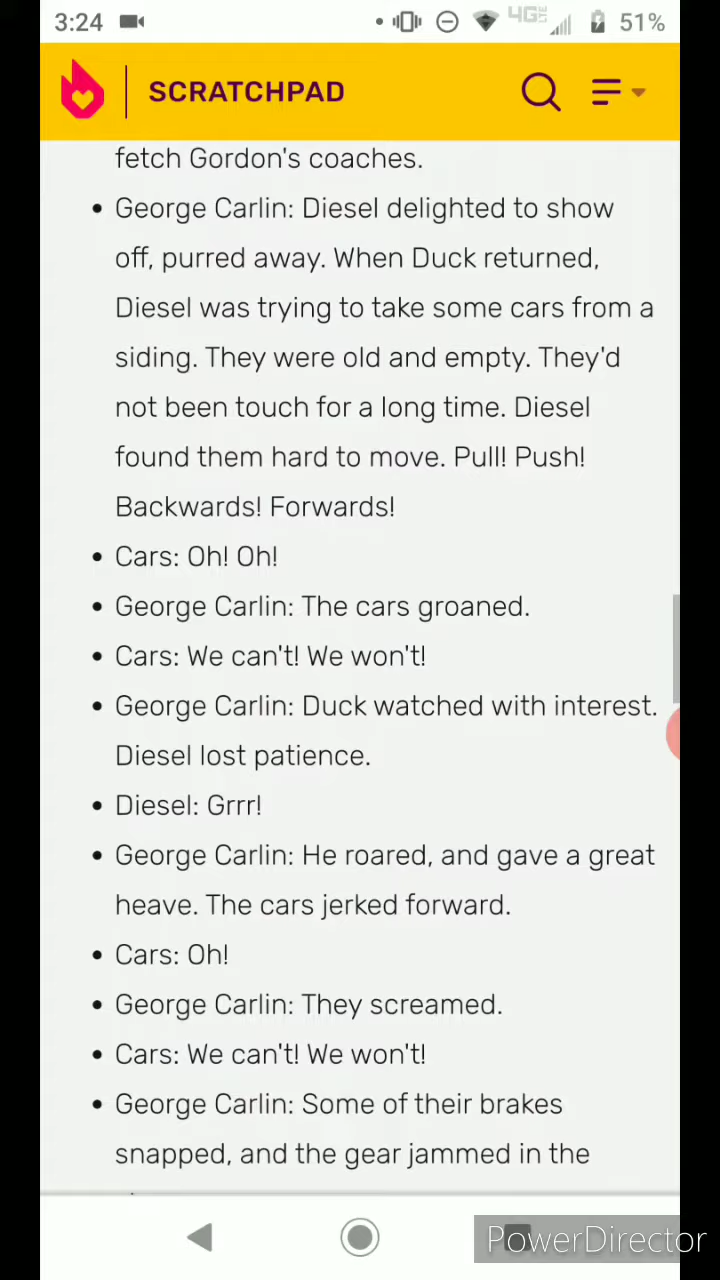 3:24
4G LTE
51%
SCRATCHPAD
fetch Gordon's coaches.
• George Carlin: Diesel delighted to show
off, purred away. When Duck returned,
Diesel was trying to take some cars from a
siding. They were old and empty. They'd
not been touch for a long time. Diesel
found them hard to move. Pull! Push!
Backwards! Forwards!
• Cars: Oh! Oh!
• George Carlin: The cars groaned.
• Cars: We can't! We won't!
• George Carlin: Duck watched with interest.
Diesel lost patience.
• Diesel: Grrr!
• George Carlin: He roared, and gave a great
heave. The cars jerked forward.
• Cars: Oh!
• George Carlin: They screamed.
• Cars: We can't! We won't!
• George Carlin: Some of their brakes
snapped, and the gear jammed in the
PowerDirector